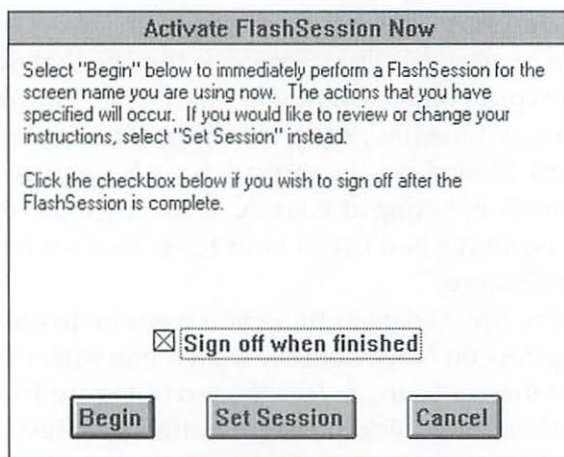 Activate FlashSession Now
Select "Begin" below to immediately perform a FlashSession for the
screen name you are using now. The actions that you have
specified will occur. If you would like to review or change your
instructions, select "Set Session" instead.
Click the checkbox below if you wish to sign off after the
FlashSession is complete.
Sign off when finished
Begin
Set Session
Cancel